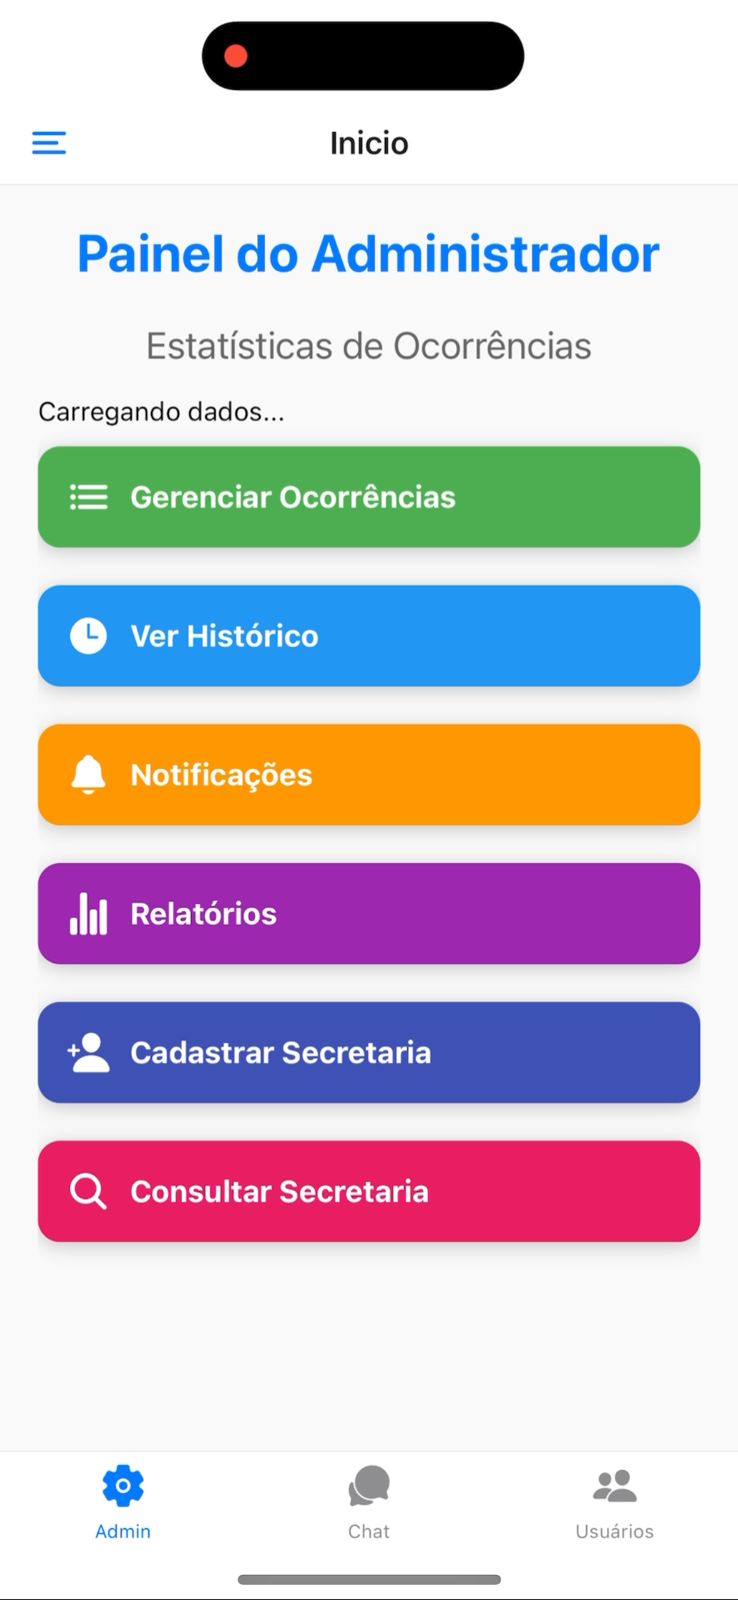 Inicio
Painel do Administrador
Estatísticas de Ocorrências
Carregando dados...
Gerenciar Ocorrências
Ver Histórico
Notificações
Relatórios
Cadastrar Secretaria
Consultar Secretaria
Admin
Chat
Usuários